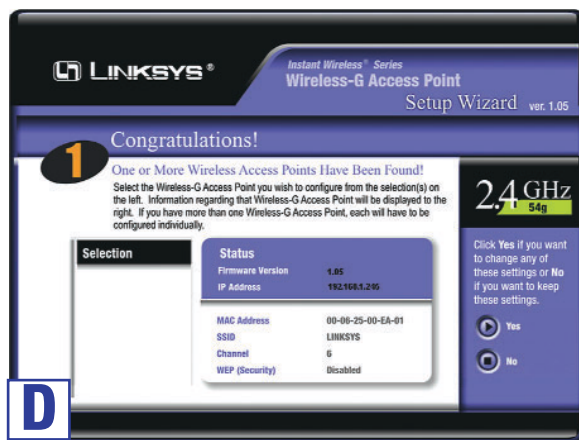 LINKSYS®
Instant Wireless® Series
Wireless-G Access Point
Setup Wizard ver. 1.05
1
Congratulations!
One or More Wireless Access Points Have Been Found!
Select the Wireless-G Access Point you wish to configure from the selection(s) on
the left. Information regarding that Wireless-G Access Point will be displayed to the
right. If you have more than one Wireless-G Access Point, each will have to be
configured individually.
Selection
Status
Firmware Version 1.05
IP Address 192.168.1.246
MAC Address 00-06-25-00-EA-01
SSID LINKSYS
Channel 6
WEP (Security) Disabled
2.4 GHz
54g
Click Yes if you want
to change any of
these settings or No
if you want to keep
these settings.
Yes
No
D